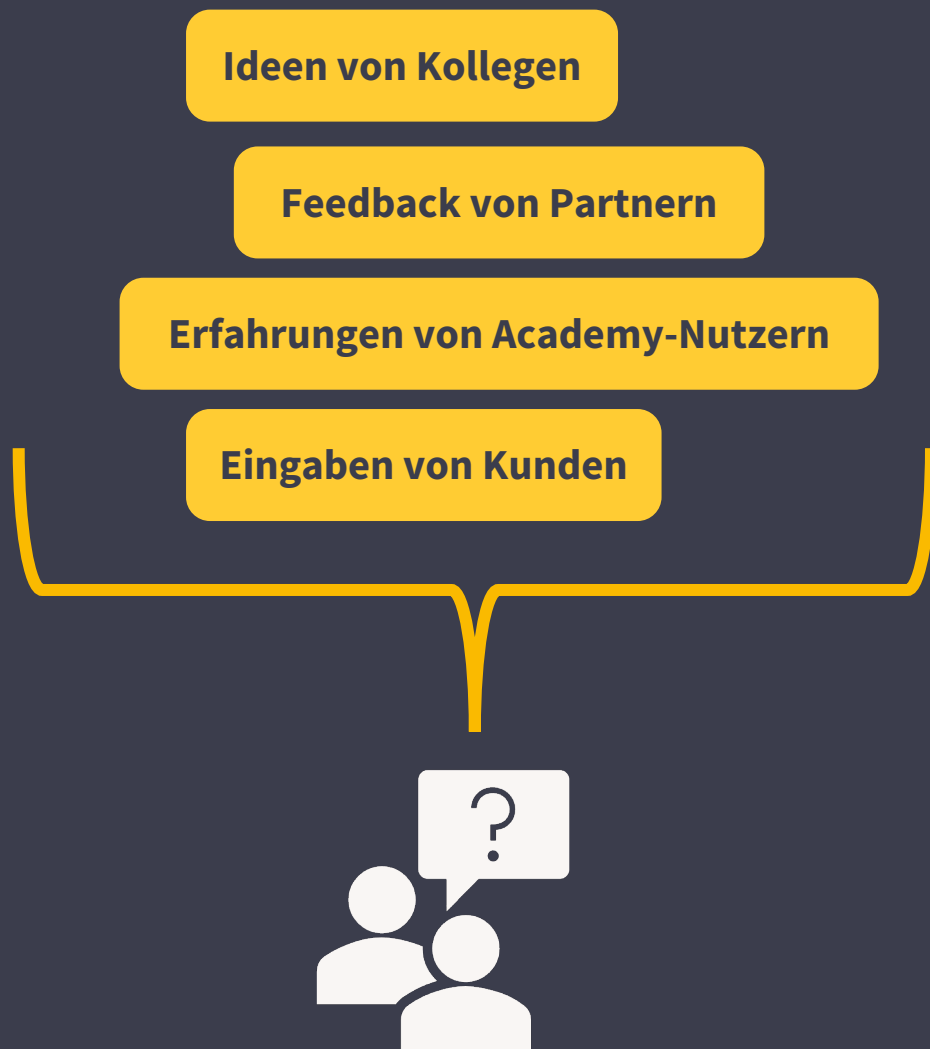 Ideen von Kollegen
Feedback von Partnern
Erfahrungen von Academy-Nutzern
Eingaben von Kunden
?